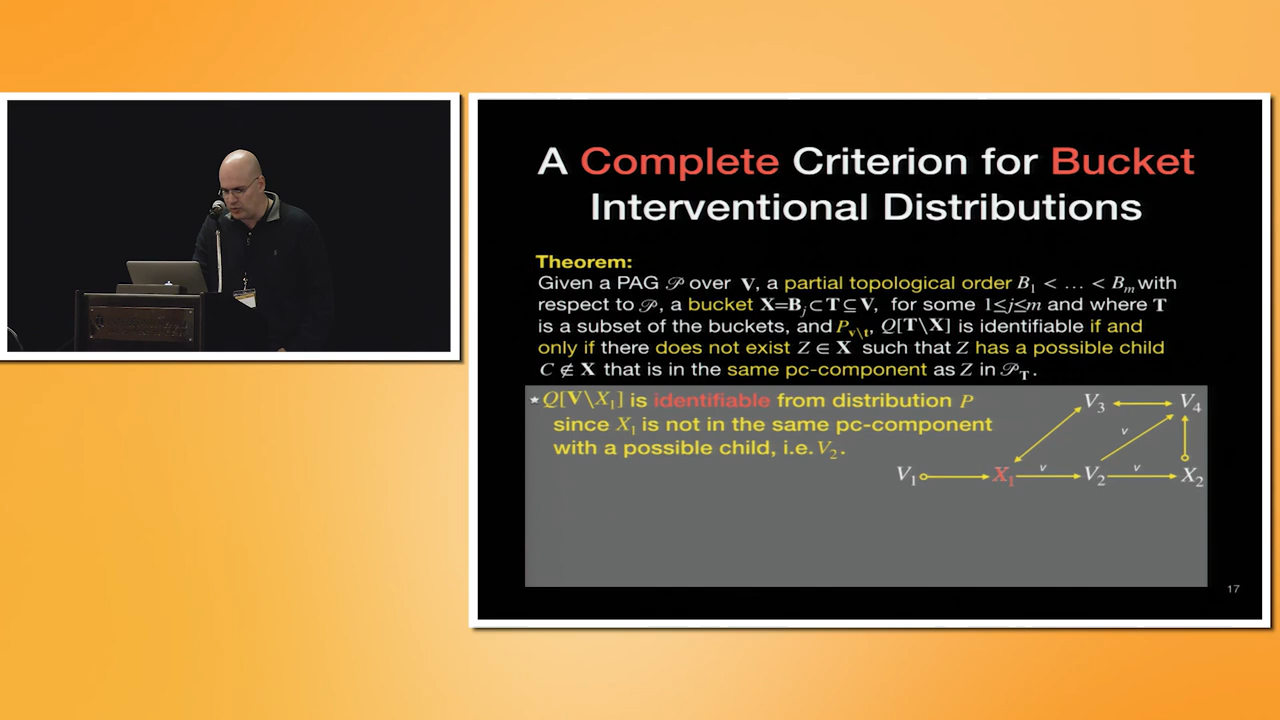 A Complete Criterion for Bucket
Interventional Distributions
Theorem:
Given a PAG 𝒫 over V, a partial topological order B₁ < … < Bₘ with
respect to 𝒫, a bucket X=Bⱼ⊂T⊆V, for some 1≤j≤m and where T
is a subset of the buckets, and P_{v\t}, Q[T\X] is identifiable if and
only if there does not exist Z ∈ X such that Z has a possible child
C ∉ X that is in the same pc-component as Z in 𝒫_T.
* Q[V\X₁] is identifiable from distribution P
since X₁ is not in the same pc-component
with a possible child, i.e. V₂.
V₃ V₄
v
V₁ X₁ v V₂ v X₂
17